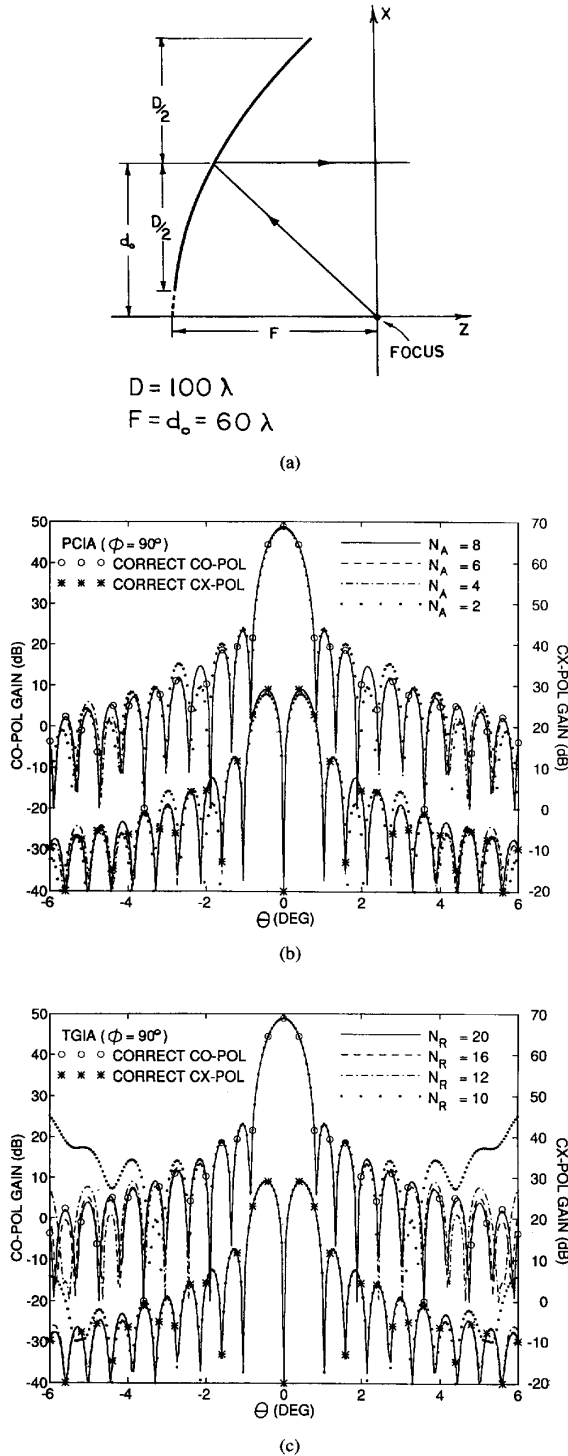 X
D/2
D/2
d₀
F
Z
FOCUS
D = 100 λ
F = d₀ = 60 λ
(a)
PCIA (Φ = 90°)
CORRECT CO-POL
CORRECT CX-POL
N_A = 8
N_A = 6
N_A = 4
N_A = 2
CO-POL GAIN (dB)
50
40
30
20
10
0
-10
-20
-30
-40
CX-POL GAIN (dB)
70
60
50
40
30
20
10
0
-10
-20
-6 -4 -2 0 2 4 6
Θ (DEG)
(b)
TGIA (Φ = 90°)
CORRECT CO-POL
CORRECT CX-POL
N_R = 20
N_R = 16
N_R = 12
N_R = 10
CO-POL GAIN (dB)
50
40
30
20
10
0
-10
-20
-30
-40
CX-POL GAIN (dB)
70
60
50
40
30
20
10
0
-10
-20
-6 -4 -2 0 2 4 6
Θ (DEG)
(c)